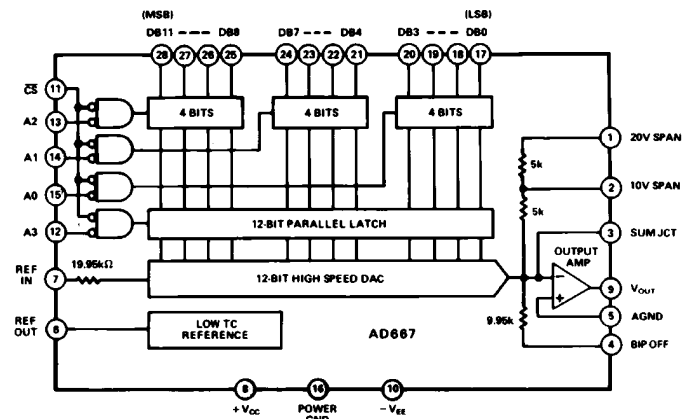 (MSB) (LSB)
DB11 DB8 DB7 DB4 DB3 DB0
28 27 26 25 24 23 22 21 20 19 18 17
CS 11
4 BITS 4 BITS 4 BITS
A2 13
1 20V SPAN
A1 14
5k
2 10V SPAN
A0 15
5k
A3 12
12-BIT PARALLEL LATCH
3 SUM JCT
OUTPUT
AMP
19.95kΩ
REF
IN
7
12-BIT HIGH SPEED DAC
9 VOUT
5 AGND
REF
OUT
6
LOW TC
REFERENCE
AD667
9.95k
4 BIP OFF
8 16 10
+VCC POWER
GND
-VEE